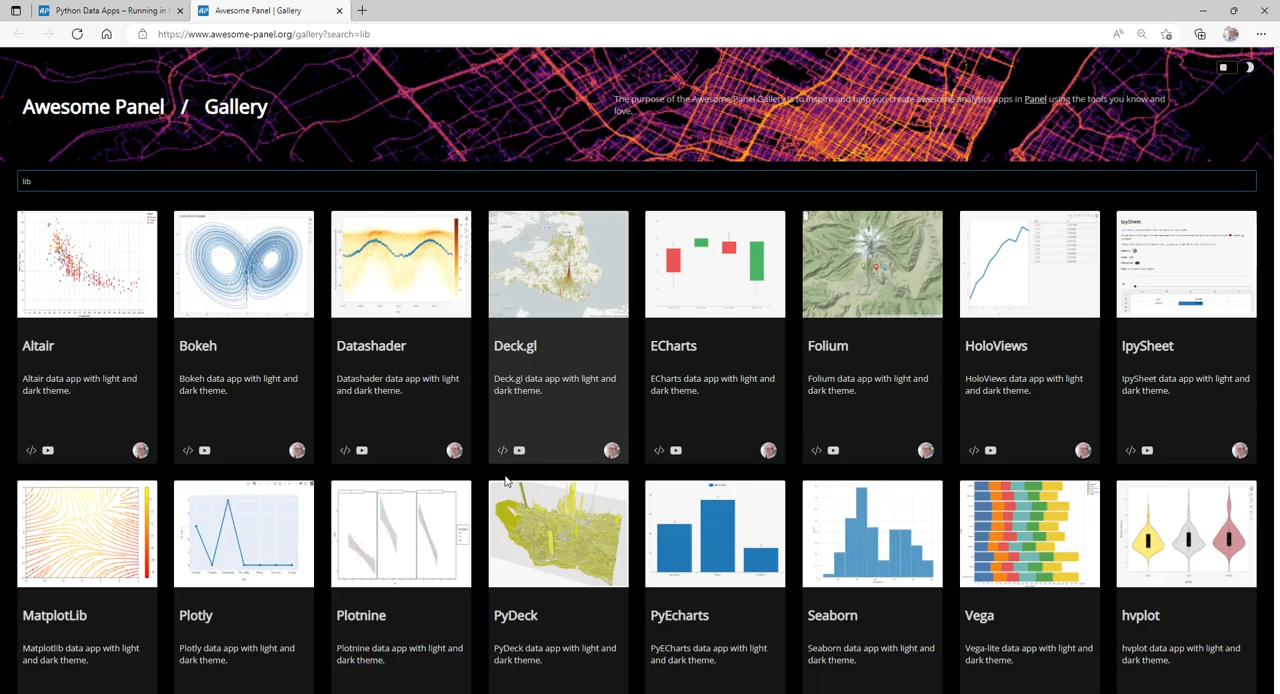 Python Data Apps – Running in
Awesome Panel | Gallery
https://www.awesome-panel.org/gallery?search=lib
Awesome Panel / Gallery
The purpose of the Awesome Panel Gallery is to inspire and help you create awesome analytics apps in Panel using the tools you know and
love.
lib
IpySheet
Altair
Bokeh
Datashader
Deck.gl
ECharts
Folium
HoloViews
IpySheet
Altair data app with light and
dark theme.
Bokeh data app with light and
dark theme.
Datashader data app with light
and dark theme.
Deck.gl data app with light and
dark theme.
ECharts data app with light and
dark theme.
Folium data app with light and
dark theme.
HoloViews data app with light
and dark theme.
IpySheet data app with light and
dark theme.
MatplotLib
Plotly
Plotnine
PyDeck
PyEcharts
Seaborn
Vega
hvplot
Matplotlib data app with light
and dark theme.
Plotly data app with light and
dark theme.
Plotnine data app with light and
dark theme.
PyDeck data app with light and
dark theme.
PyECharts data app with light
and dark theme.
Seaborn data app with light and
dark theme.
Vega-lite data app with light and
dark theme.
hvplot data app with light and
dark theme.